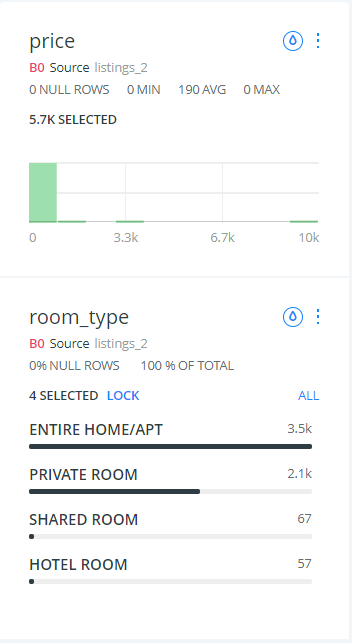 price
B0 Source listings_2
0 NULL ROWS 0 MIN 190 AVG 0 MAX
5.7K SELECTED
0 3.3k 6.7k 10k
room_type
B0 Source listings_2
0% NULL ROWS 100 % OF TOTAL
4 SELECTED LOCK ALL
ENTIRE HOME/APT 3.5k
PRIVATE ROOM 2.1k
SHARED ROOM 67
HOTEL ROOM 57